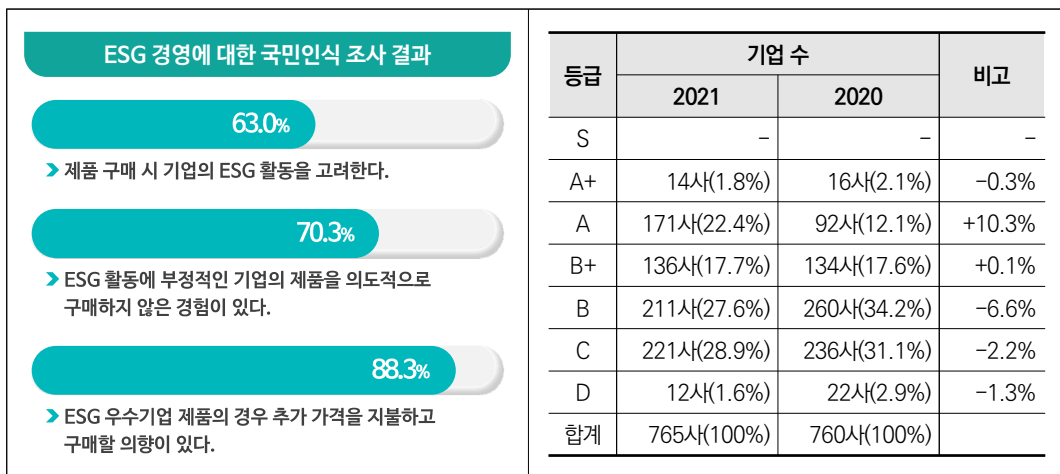 ESG 경영에 대한 국민인식 조사 결과
63.0%
제품 구매 시 기업의 ESG 활동을 고려한다.
70.3%
ESG 활동에 부정적인 기업의 제품을 의도적으로
구매하지 않은 경험이 있다.
88.3%
ESG 우수기업 제품의 경우 추가 가격을 지불하고
구매할 의향이 있다.
등급 기업 수 비고
2021 2020
S – – –
A+ 14사(1.8%) 16사(2.1%) −0.3%
A 171사(22.4%) 92사(12.1%) +10.3%
B+ 136사(17.7%) 134사(17.6%) +0.1%
B 211사(27.6%) 260사(34.2%) −6.6%
C 221사(28.9%) 236사(31.1%) −2.2%
D 12사(1.6%) 22사(2.9%) −1.3%
합계 765사(100%) 760사(100%)